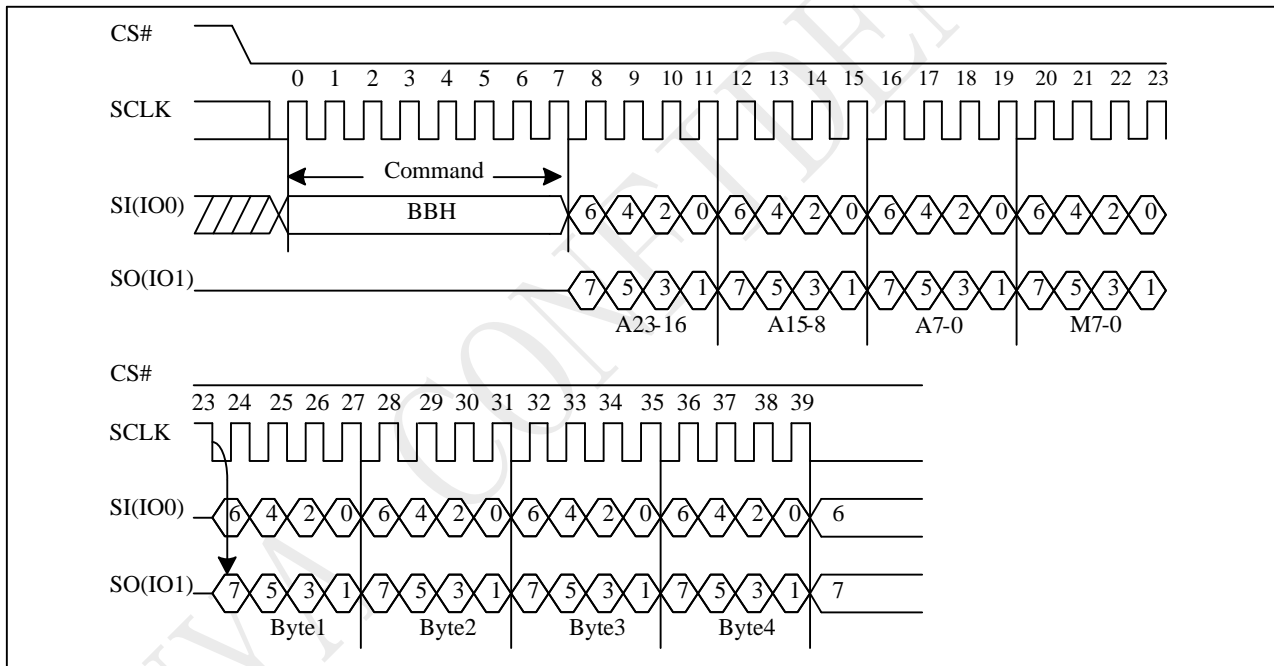 CS#
0 1 2 3 4 5 6 7 8 9 10 11 12 13 14 15 16 17 18 19 20 21 22 23
SCLK
Command
SI(IO0) BBH 6 4 2 0 6 4 2 0 6 4 2 0 6 4 2 0
SO(IO1) 7 5 3 1 7 5 3 1 7 5 3 1 7 5 3 1
A23-16 A15-8 A7-0 M7-0
CS#
23 24 25 26 27 28 29 30 31 32 33 34 35 36 37 38 39
SCLK
SI(IO0) 6 4 2 0 6 4 2 0 6 4 2 0 6 4 2 0 6
SO(IO1) 7 5 3 1 7 5 3 1 7 5 3 1 7 5 3 1 7
Byte1 Byte2 Byte3 Byte4